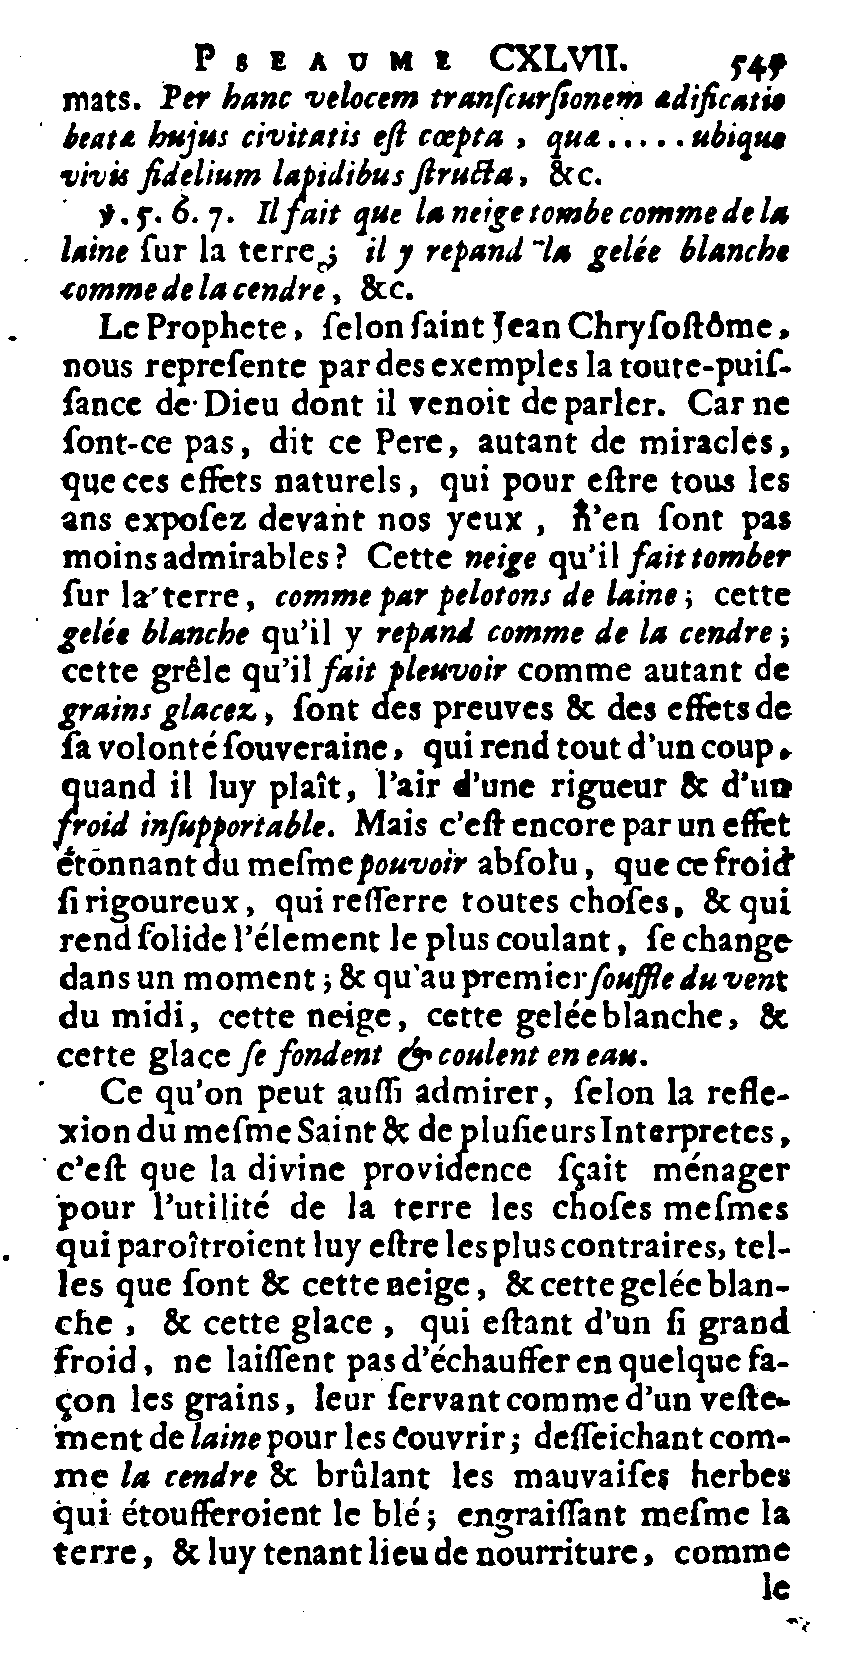 PSEAUME CXLVII. 549
mats. Per hanc velocem tranſcurſionem ædificatio
beatæ hujus civitatis eſt cœpta, quæ..... ubique
vivis fidelium lapidibus ſtructa, &c.
℣. 5. 6. 7. Il fait que la neige tombe comme de la
laine ſur la terre; il y repand la gelée blanche
comme de la cendre, &c.
Le Prophete, ſelon ſaint Jean Chryſoſtôme,
nous repreſente par des exemples la toute-puiſ-
ſance de Dieu dont il venoit de parler. Car ne
ſont-ce pas, dit ce Pere, autant de miracles,
que ces effets naturels, qui pour eſtre tous les
ans expoſez devant nos yeux, n'en ſont pas
moins admirables? Cette neige qu'il fait tomber
ſur la terre, comme par pelotons de laine; cette
gelée blanche qu'il y repand comme de la cendre;
cette grêle qu'il fait pleuvoir comme autant de
grains glacez, ſont des preuves & des effets de
ſa volonté ſouveraine, qui rend tout d'un coup,
quand il luy plaît, l'air d'une rigueur & d'un
froid inſupportable. Mais c'eſt encore par un effet
étonnant du meſme pouvoir abſolu, que ce froid
ſi rigoureux, qui reſſerre toutes choſes, & qui
rend ſolide l'élement le plus coulant, ſe change
dans un moment; & qu'au premier ſouffle du vent
du midi, cette neige, cette gelée blanche, &
cette glace ſe fondent & coulent en eau.
Ce qu'on peut auſſi admirer, ſelon la refle-
xion du meſme Saint & de pluſieurs Interpretes,
c'eſt que la divine providence ſçait ménager
pour l'utilité de la terre les choſes meſmes
qui paroîtroient luy eſtre les plus contraires, tel-
les que ſont & cette neige, & cette gelée blan-
che, & cette glace, qui eſtant d'un ſi grand
froid, ne laiſſent pas d'échauffer en quelque fa-
çon les grains, leur ſervant comme d'un veſte-
ment de laine pour les couvrir; deſſeichant com-
me la cendre & brûlant les mauvaiſes herbes
qui étoufferoient le blé; engraiſſant meſme la
terre, & luy tenant lieu de nourriture, comme
le